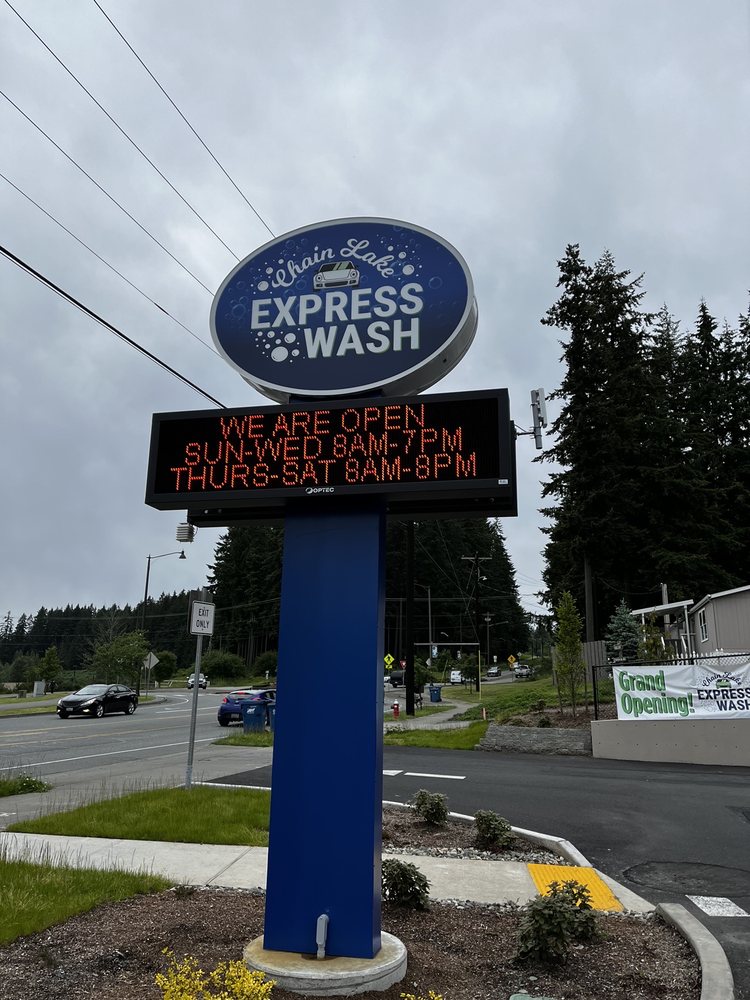 Chain Lake
EXPRESS
WASH
WE ARE OPEN
SUN-WED 8AM-7PM
THURS-SAT 8AM-8PM
OPTEC
EXIT
ONLY
Grand
Opening!
Chain Lake
EXPRESS
WASH